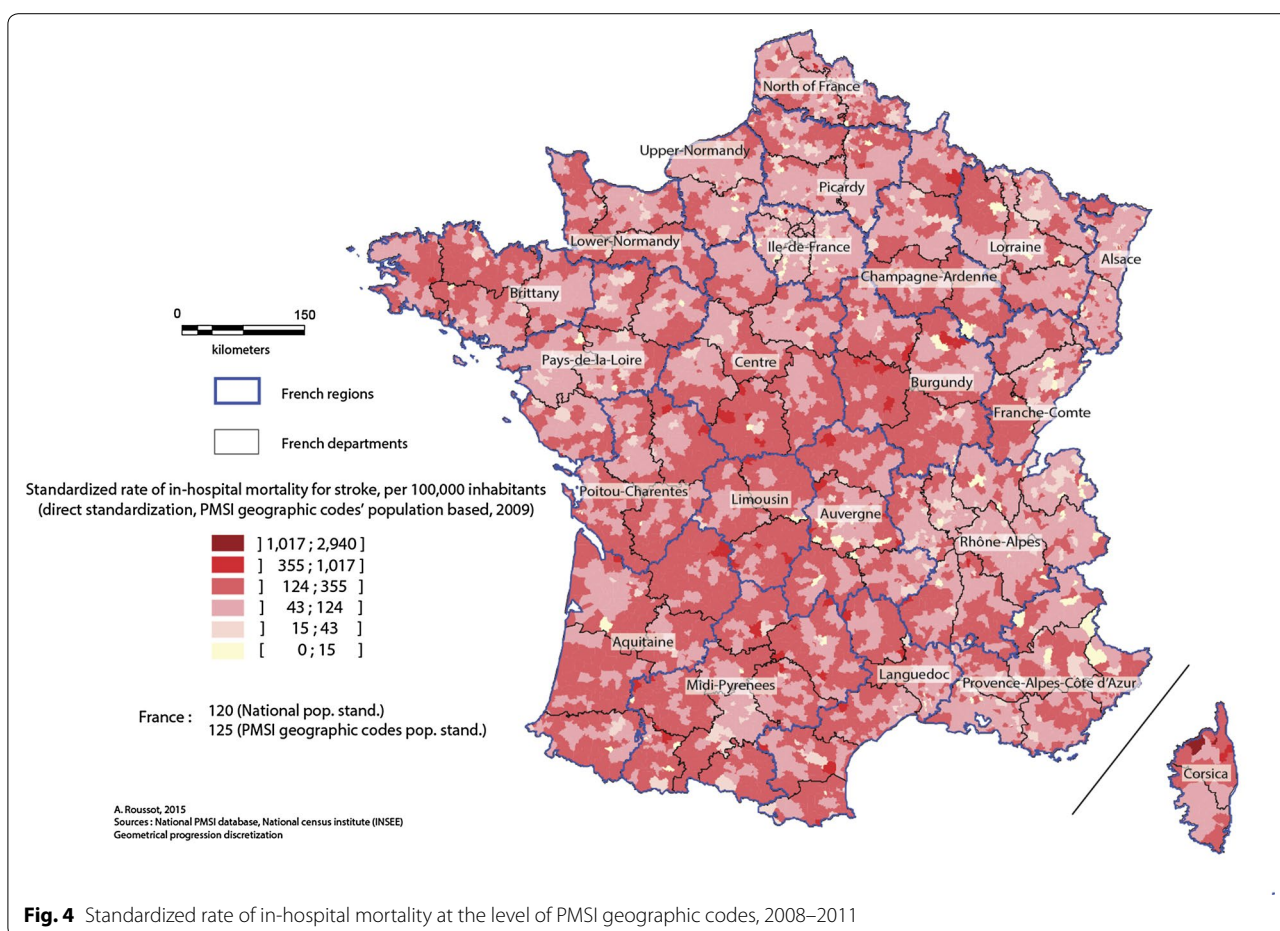 North of France
Upper-Normandy
Picardy
Lower-Normandy
Ile-de-France
Lorraine
Alsace
Champagne-Ardenne
Brittany
0 150
kilometers
Pays-de-la-Loire
Centre
Burgundy
Franche-Comte
French regions
French departments
Standardized rate of in-hospital mortality for stroke, per 100,000 inhabitants
(direct standardization, PMSI geographic codes' population based, 2009)
Poitou-Charentes
Limousin
Auvergne
Rhône-Alpes
] 1,017 ; 2,940 ]
] 355 ; 1,017 ]
] 124 ; 355 ]
] 43 ; 124 ]
] 15 ; 43 ]
[ 0 ; 15 ]
Aquitaine
Midi-Pyrenees
Languedoc
Provence-Alpes-Côte d'Azur
France : 120 (National pop. stand.)
125 (PMSI geographic codes pop. stand.)
Corsica
A. Roussot, 2015
Sources : National PMSI database, National census institute (INSEE)
Geometrical progression discretization
Fig. 4 Standardized rate of in-hospital mortality at the level of PMSI geographic codes, 2008–2011